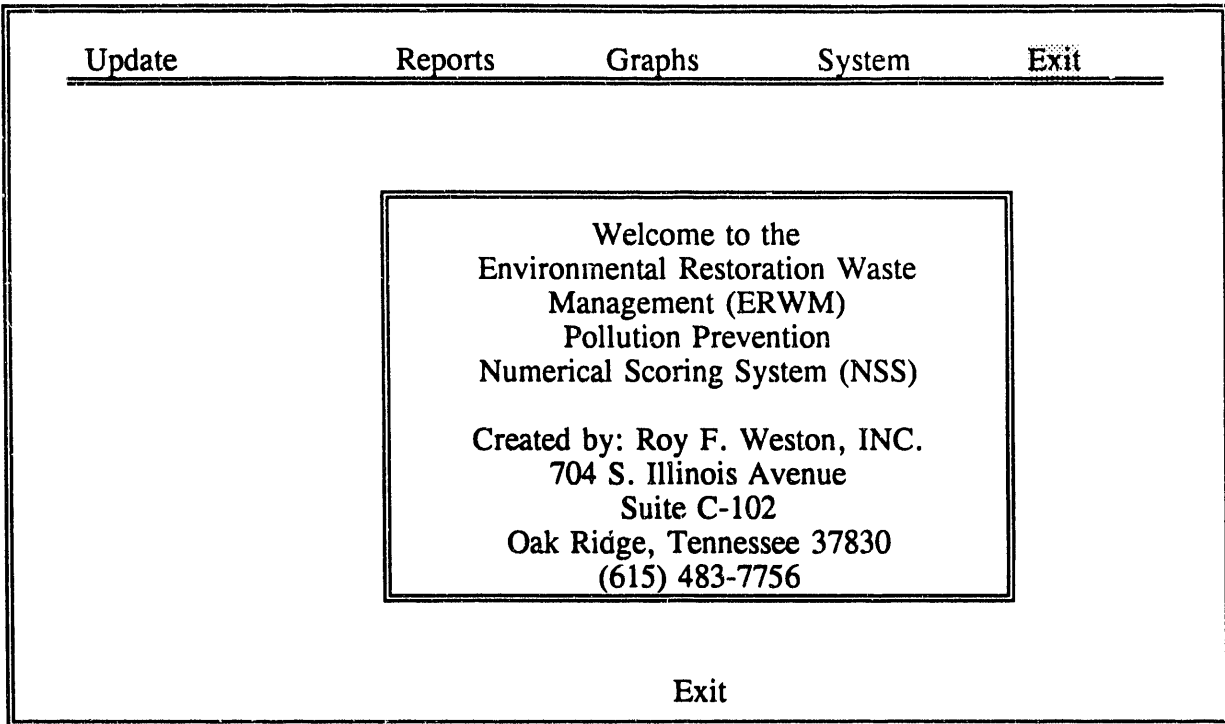 Update Reports Graphs System Exit
Welcome to the
Environmental Restoration Waste
Management (ERWM)
Pollution Prevention
Numerical Scoring System (NSS)
Created by: Roy F. Weston, INC.
704 S. Illinois Avenue
Suite C-102
Oak Ridge, Tennessee 37830
(615) 483-7756
Exit